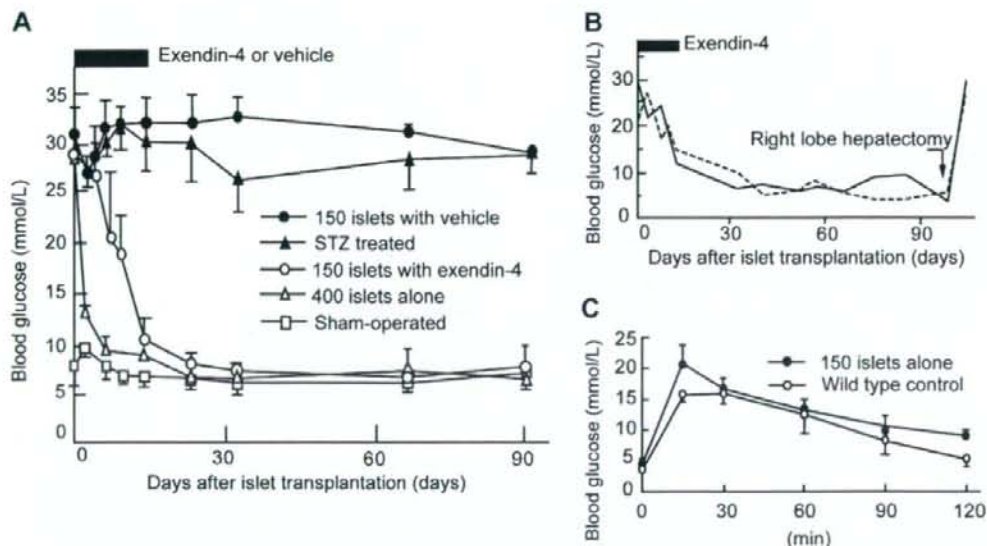 A
Exendin-4 or vehicle
Blood glucose (mmol/L)
35
30
25
20
15
10
5
0
150 islets with vehicle
STZ treated
150 islets with exendin-4
400 islets alone
Sham-operated
0 30 60 90
Days after islet transplantation (days)
B
Exendin-4
Blood glucose (mmol/L)
30
20
10
0
Right lobe hepatectomy
0 30 60 90
Days after islet transplantation (days)
C
Blood glucose (mmol/L)
25
20
15
10
5
0
150 islets alone
Wild type control
0 30 60 90 120
(min)